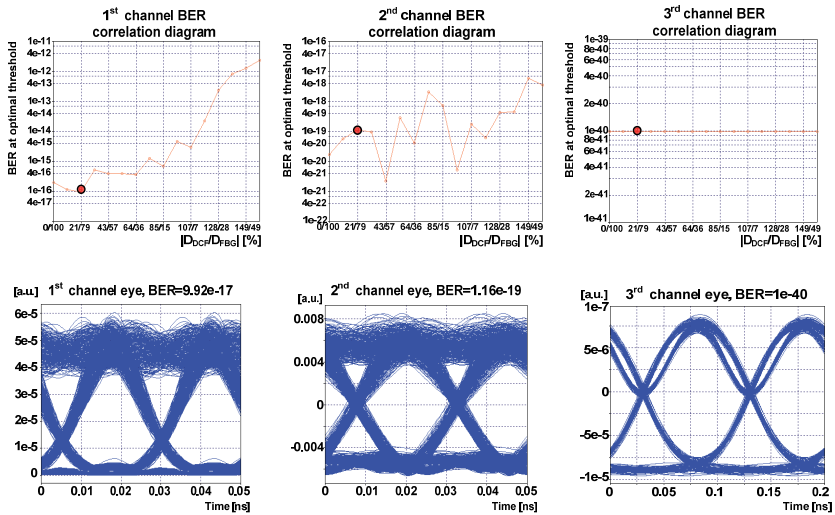 1st channel BER
correlation diagram
BER at optimal threshold
1e-11
4e-12
1e-12
4e-13
1e-13
4e-14
1e-14
4e-15
1e-15
4e-16
1e-16
4e-17
0/100
21/79
43/57
64/36
85/15
128/28
149/49
|DDCF/DFBG| [%]
2nd channel BER
correlation diagram
BER at optimal threshold
1e-16
4e-17
1e-17
4e-18
1e-18
4e-19
1e-19
4e-20
1e-20
4e-21
1e-21
4e-22
1e-22
0/100
21/79
43/57
64/36
85/15
128/28
149/49
|DDCF/DFBG| [%]
3rd channel BER
correlation diagram
BER at optimal threshold
1e-39
8e-40
6e-40
4e-40
2e-40
1e-40
8e-41
6e-41
4e-41
2e-41
1e-41
0/100
21/79
43/57
64/36
85/15
128/28
149/49
|DDCF/DFBG| [%]
[a.u.]
1st channel eye, BER=9.92e-17
6e-5
5e-5
4e-5
3e-5
2e-5
1e-5
0
0
0.01
0.02
0.03
0.04
0.05
Time [ns]
[a.u.]
2nd channel eye, BER=1.16e-19
0.008
0.004
0
-0.004
0
0.01
0.02
0.03
0.04
0.05
Time [ns]
[a.u.]
3rd channel eye, BER=1e-40
1e-7
5e-6
0
-5e-6
-1e-5
0
0.05
0.1
0.15
0.2
Time [ns]